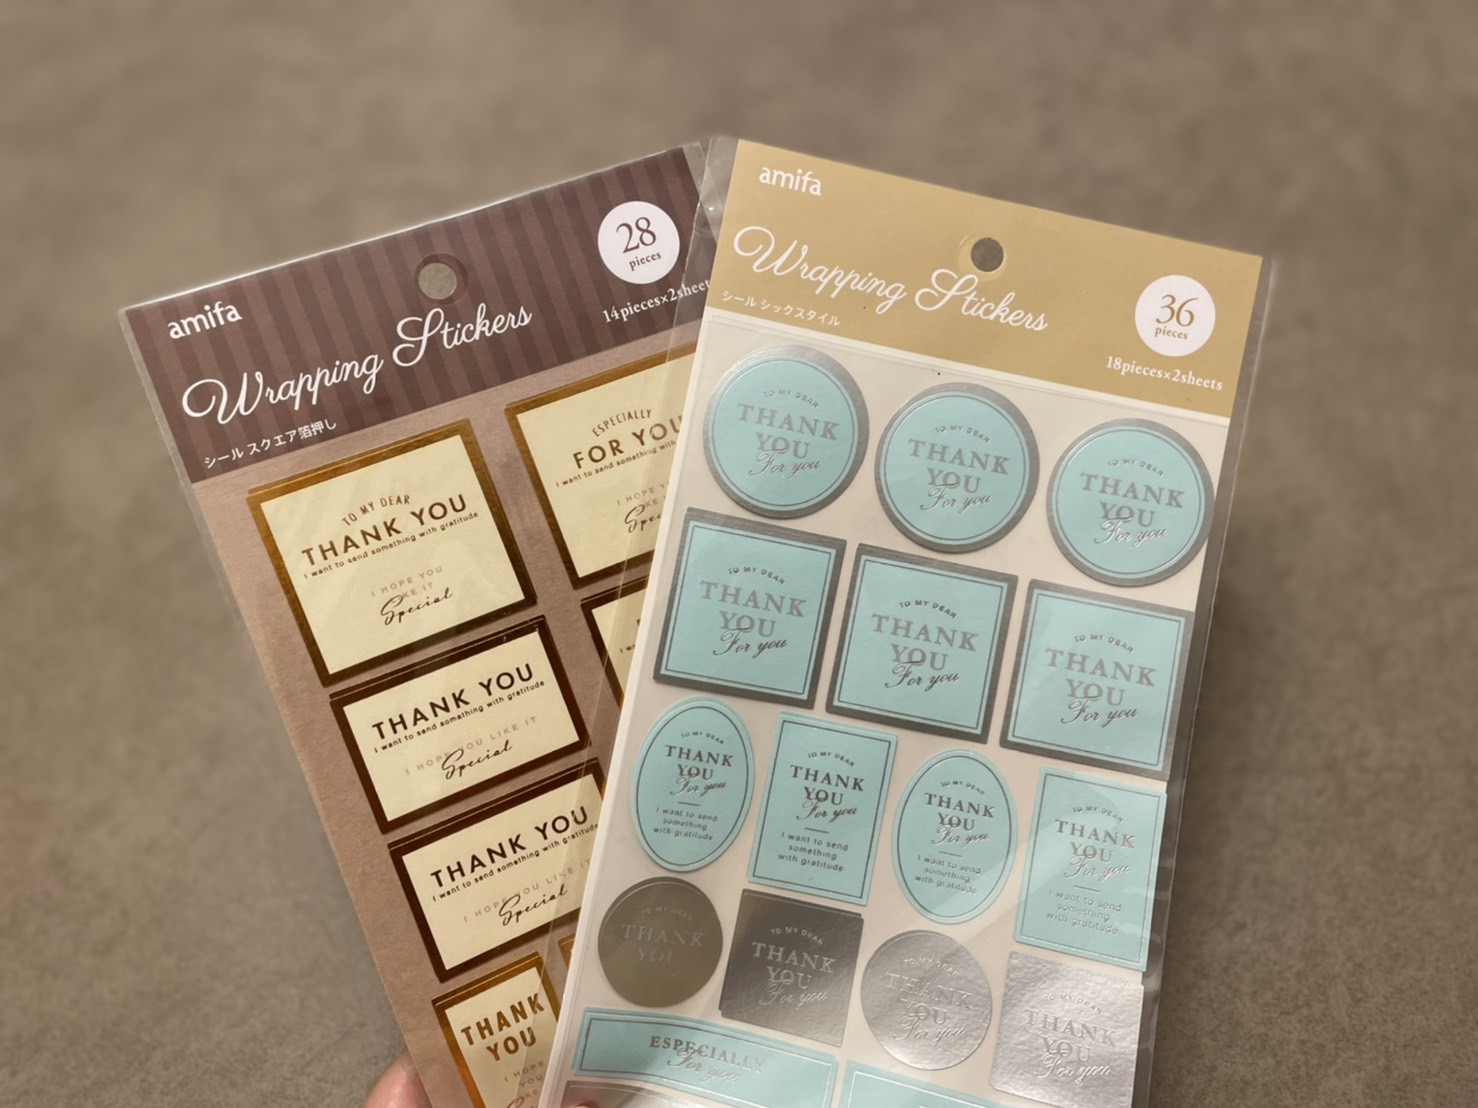 amifa
Wrapping Stickers
シール スクエア箔押し
28
pieces
14pieces×2sheets
TO MY DEAR
THANK YOU
I want to send something with gratitude
I HOPE YOU
Special
ESPECIALLY
FOR YOU
I want to send something with
THANK YOU
I want to send something with gratitude
I HOPE YOU LIKE IT
Special
THANK YOU
I want to send something with gratitude
I HOPE YOU LIKE IT
Special
THANK
YOU
amifa
Wrapping Stickers
シール シックスタイル
36
pieces
18pieces×2sheets
TO MY DEAR
THANK
YOU
For you
TO MY DEAR
THANK
YOU
For you
TO MY DEAR
THANK
YOU
For you
TO MY DEAR
THANK
YOU
For you
TO MY DEAR
THANK
YOU
For you
TO MY DEAR
THANK
YOU
For you
TO MY DEAR
THANK
YOU
For you
I want to send
something
with gratitude
TO MY DEAR
THANK
YOU
For you
I want to send
something
with gratitude
TO MY DEAR
THANK
YOU
For you
I want to send
something
with gratitude
TO MY DEAR
THANK
YOU
For you
I want to send
something
with gratitude
TO MY DEAR
THANK
YOU
TO MY DEAR
THANK
YOU
For you
TO MY DEAR
THANK
YOU
For you
TO MY DEAR
THANK
YOU
For you
ESPECIALLY
For you